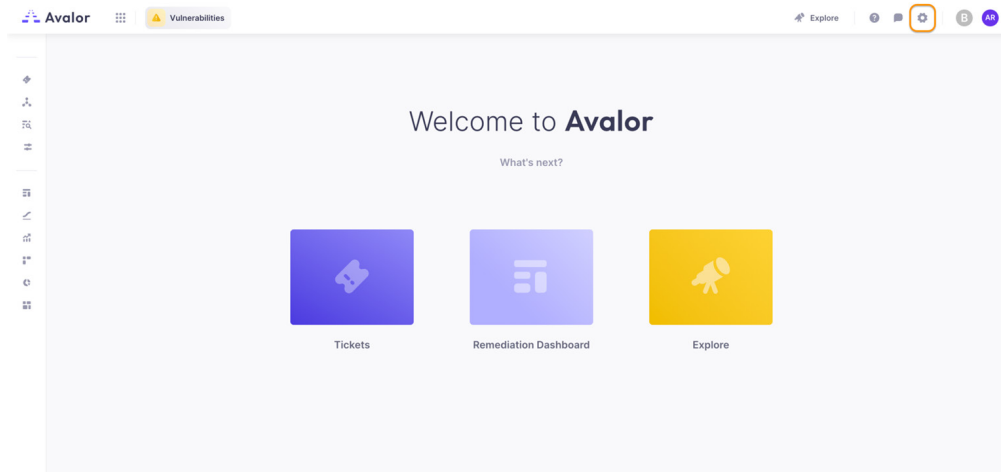 Avalor
Vulnerabilities
Explore
B
AR
Welcome to Avalor
What's next?
Tickets
Remediation Dashboard
Explore